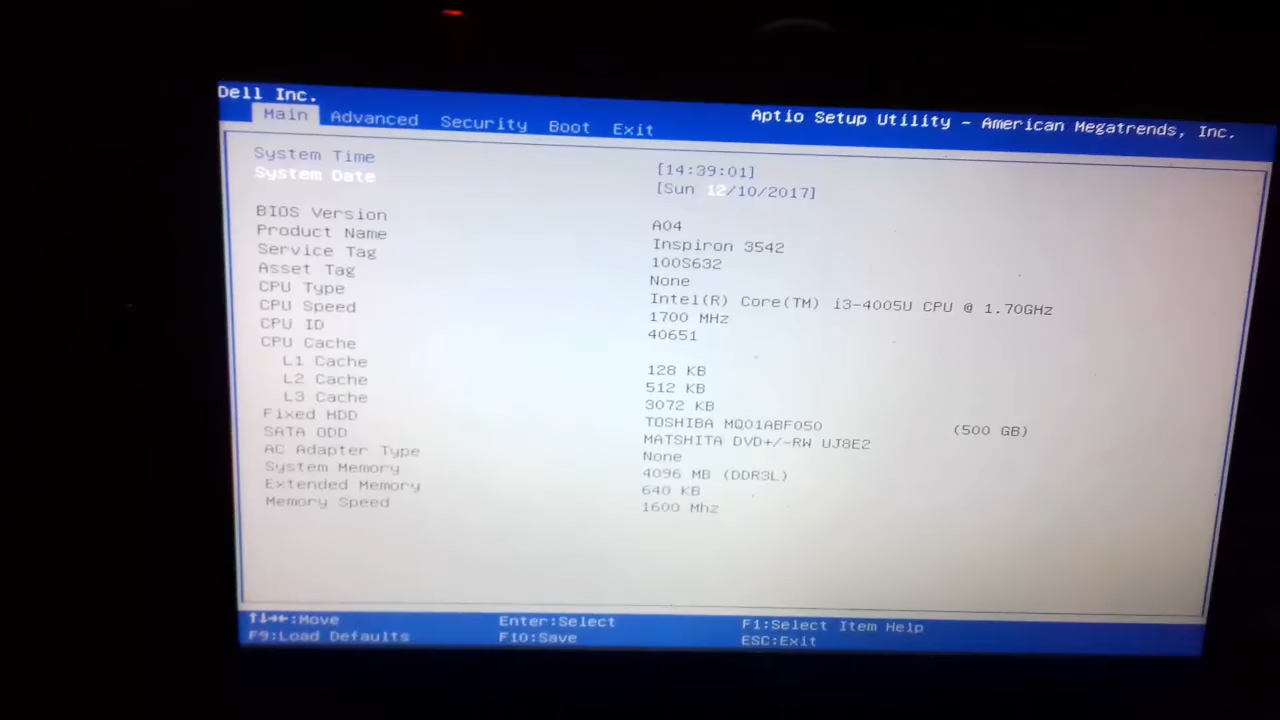 Dell Inc.
Aptio Setup Utility - American Megatrends, Inc.
Main Advanced Security Boot Exit
System Time [14:39:01]
System Date [Sun 12/10/2017]
BIOS Version A04
Product Name Inspiron 3542
Service Tag 100S632
Asset Tag None
CPU Type Intel(R) Core(TM) i3-4005U CPU @ 1.70GHz
CPU Speed 1700 MHz
CPU ID 40651
CPU Cache
L1 Cache 128 KB
L2 Cache 512 KB
L3 Cache 3072 KB
Fixed HDD TOSHIBA MQ01ABF050 (500 GB)
SATA ODD MATSHITA DVD+/-RW UJ8E2
AC Adapter Type None
System Memory 4096 MB (DDR3L)
Extended Memory 640 KB
Memory Speed 1600 Mhz
↑↓→←:Move Enter:Select F1:Select Item Help
F9:Load Defaults F10:Save ESC:Exit